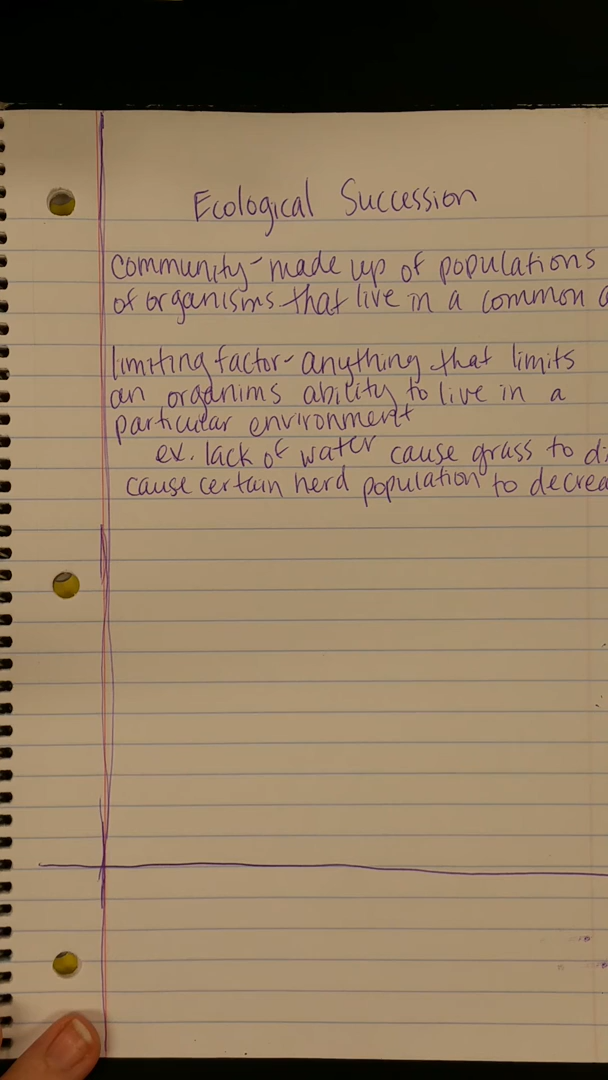 Ecological Succession
community - made up of populations
of organisms that live in a common
limiting factor - anything that limits
an organims ability to live in a
particular environment
ex. lack of water cause grass to
cause certain herd population to